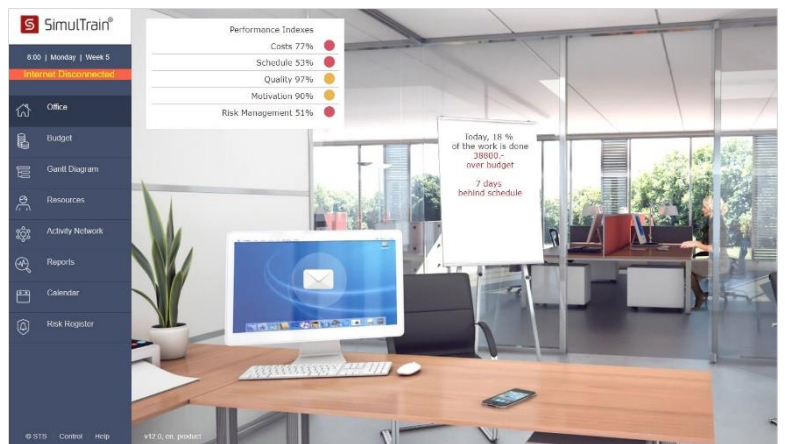 S SimulTrain®
8:00 | Monday | Week 5
Internet Disconnected
Office
Budget
Gantt Diagram
Resources
Activity Network
Reports
Calendar
Risk Register
© STS Control Help
Performance Indexes
Costs 77%
Schedule 53%
Quality 97%
Motivation 90%
Risk Management 51%
Today, 18 %
of the work is done
38800.-
over budget
7 days
behind schedule
v12.0, en, product